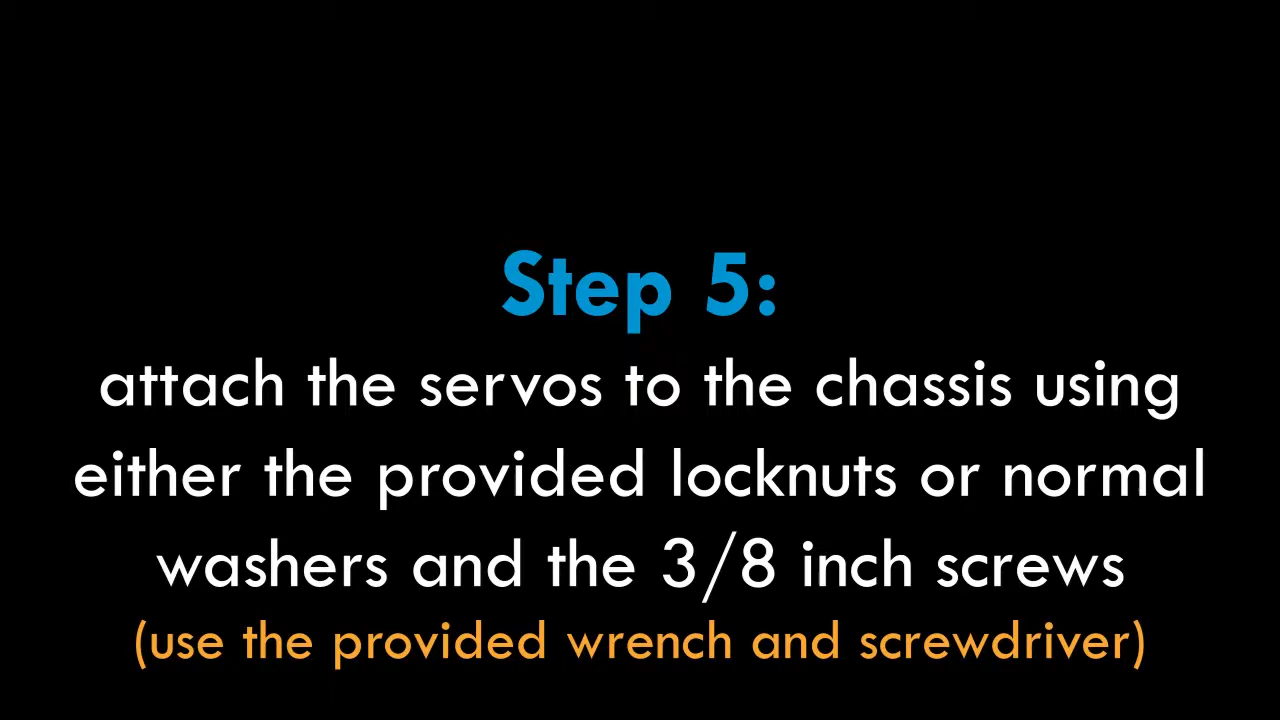 Step 5:
attach the servos to the chassis using
either the provided locknuts or normal
washers and the 3/8 inch screws
(use the provided wrench and screwdriver)